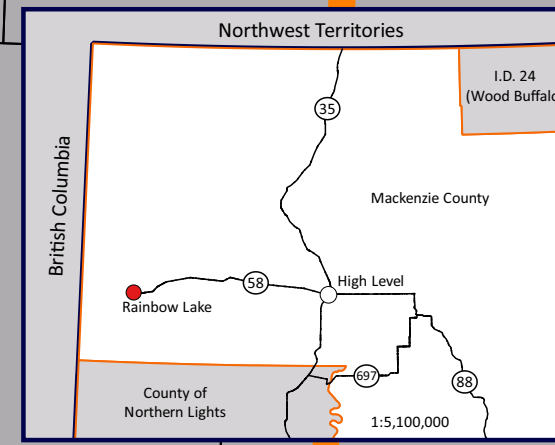 Northwest Territories
I.D. 24
(Wood Buffalo
35
British Columbia
Mackenzie County
58
High Level
Rainbow Lake
697
88
County of
Northern Lights
1:5,100,000